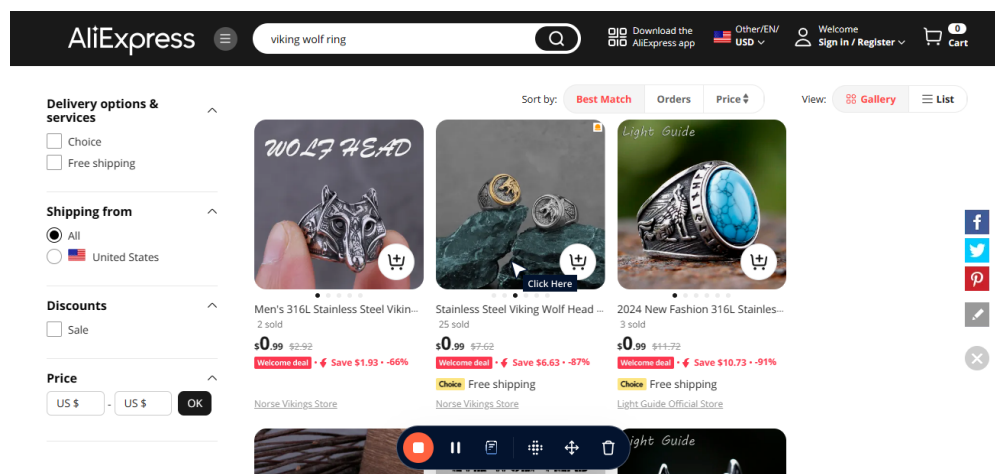 AliExpress
viking wolf ring
Download the
AliExpress app
Other/EN/
USD
Welcome
Sign in / Register
0
Cart
Delivery options &
services
Choice
Free shipping
Shipping from
All
United States
Discounts
Sale
Price
US $ - US $ OK
Sort by: Best Match Orders Price
View: Gallery List
WOLF HEAD
Light Guide
Click Here
Men's 316L Stainless Steel Vikin...
2 sold
$0.99 $2.92
Welcome deal · Save $1.93 · -66%
Norse Vikings Store
Stainless Steel Viking Wolf Head ...
25 sold
$0.99 $7.62
Welcome deal · Save $6.63 · -87%
Choice Free shipping
Norse Vikings Store
2024 New Fashion 316L Stainles...
3 sold
$0.99 $11.72
Welcome deal · Save $10.73 · -91%
Choice Free shipping
Light Guide Official Store
ight Guide